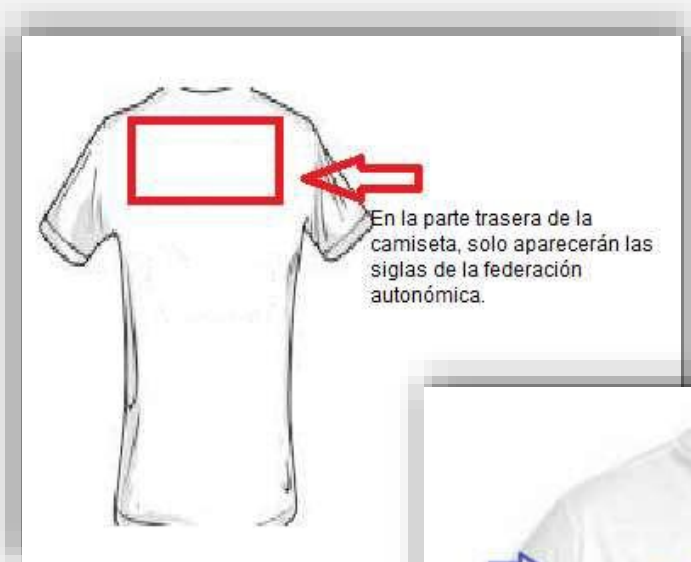 En la parte trasera de la
camiseta, solo aparecerán las
siglas de la federación
autonómica.